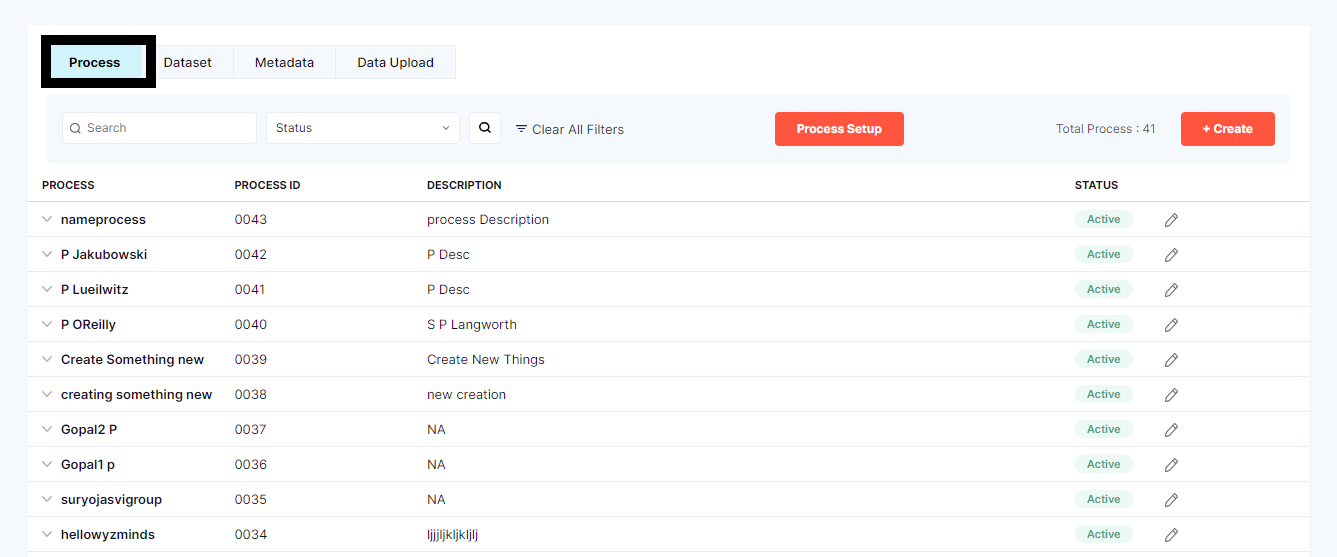 Process Dataset Metadata Data Upload
Search Status Clear All Filters Process Setup Total Process : 41 + Create
PROCESS PROCESS ID DESCRIPTION STATUS
nameprocess 0043 process Description Active
P Jakubowski 0042 P Desc Active
P Lueilwitz 0041 P Desc Active
P OReilly 0040 S P Langworth Active
Create Something new 0039 Create New Things Active
creating something new 0038 new creation Active
Gopal2 P 0037 NA Active
Gopal1 p 0036 NA Active
suryojasvigroup 0035 NA Active
hellowyzminds 0034 ljjjljkljkljlj Active